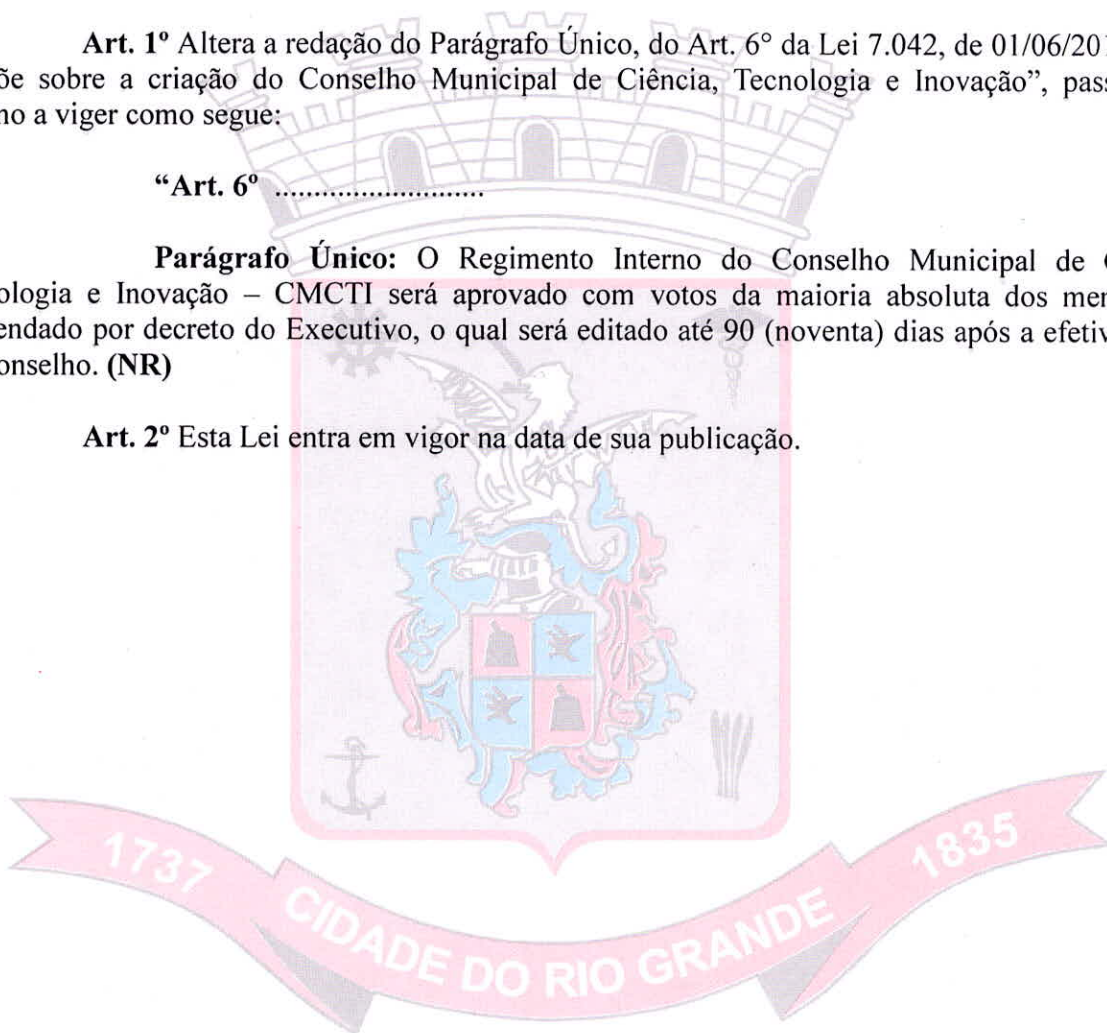 Art. 1º Altera a redação do Parágrafo Único, do Art. 6° da Lei 7.042, de 01/06/201
õe sobre a criação do Conselho Municipal de Ciência, Tecnologia e Inovação”, pass
no a viger como segue:
“Art. 6º ...........................
Parágrafo Único: O Regimento Interno do Conselho Municipal de C
ologia e Inovação – CMCTI será aprovado com votos da maioria absoluta dos mer
endado por decreto do Executivo, o qual será editado até 90 (noventa) dias após a efetiv
onselho. (NR)
Art. 2º Esta Lei entra em vigor na data de sua publicação.
1737 CIDADE DO RIO GRANDE 1835